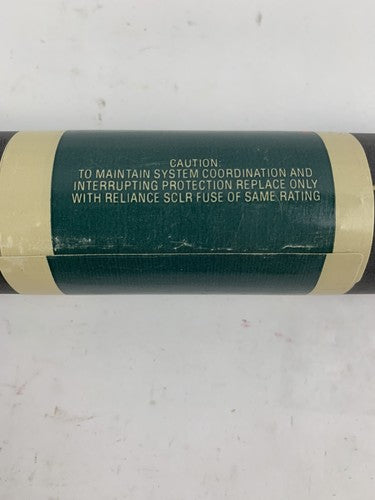 CAUTION:
TO MAINTAIN SYSTEM COORDINATION AND
INTERRUPTING PROTECTION REPLACE ONLY
WITH RELIANCE SCLR FUSE OF SAME RATING